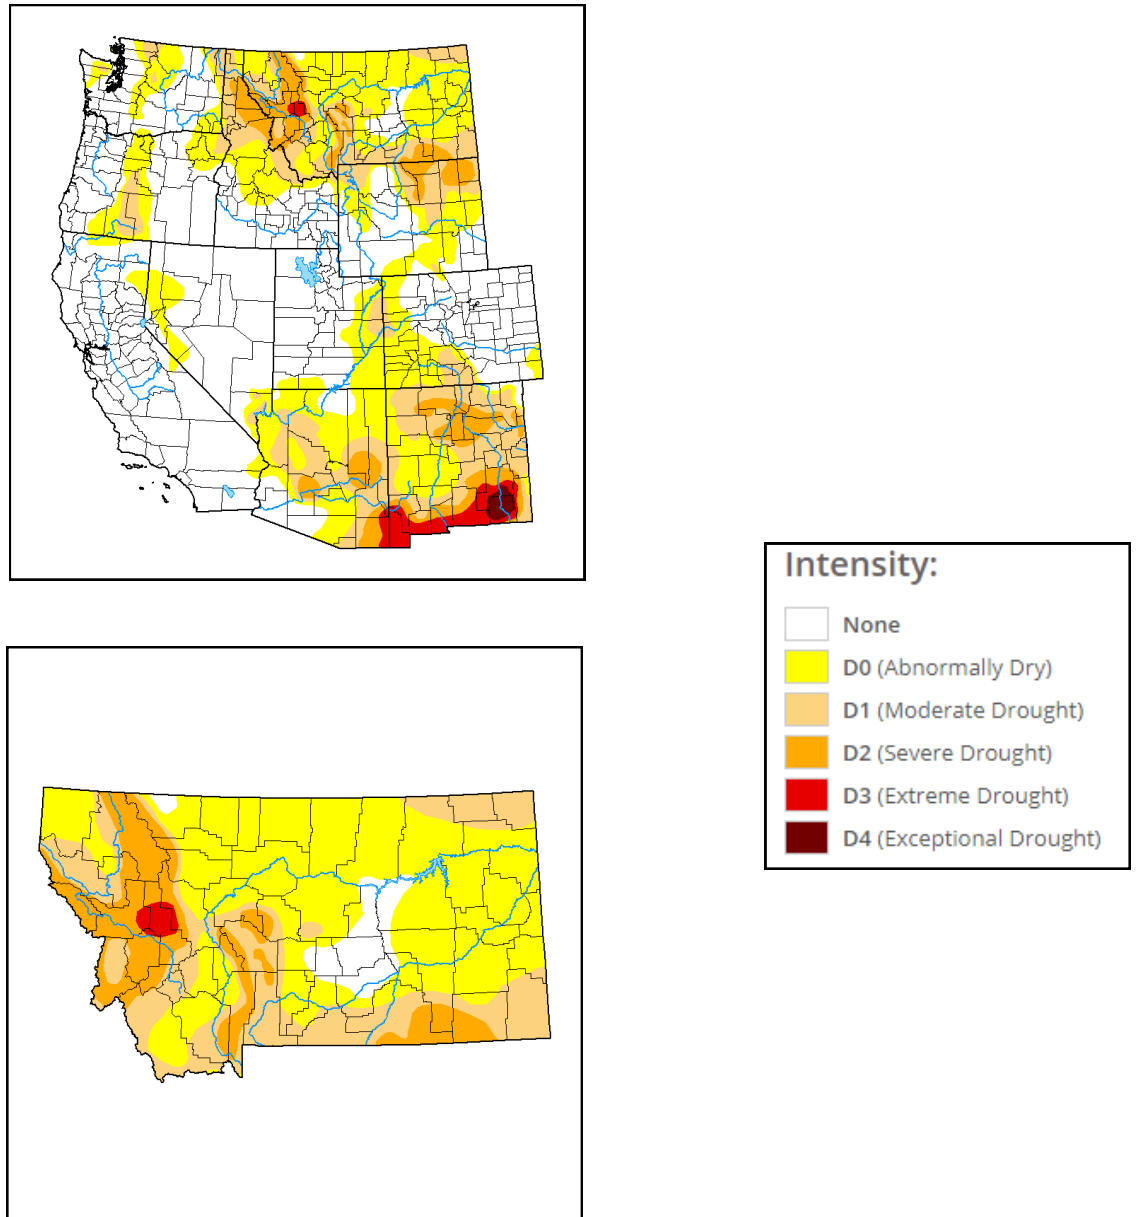 Intensity:
None
D0 (Abnormally Dry)
D1 (Moderate Drought)
D2 (Severe Drought)
D3 (Extreme Drought)
D4 (Exceptional Drought)